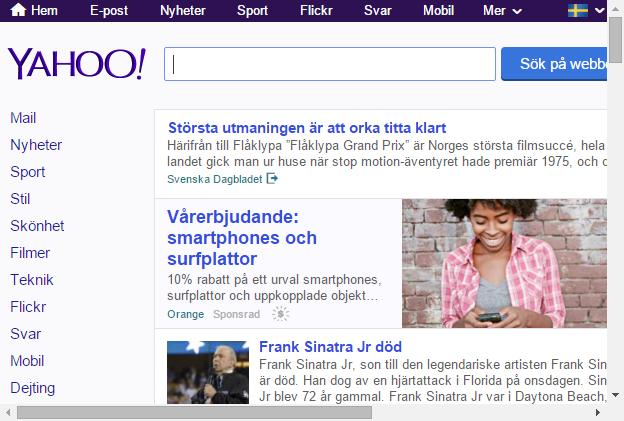 Hem E-post Nyheter Sport Flickr Svar Mobil Mer
YAHOO!
Sök på webbe
Mail
Nyheter
Sport
Stil
Skönhet
Filmer
Teknik
Flickr
Svar
Mobil
Dejting
Största utmaningen är att orka titta klart
Härifrån till Flåklypa ”Flåklypa Grand Prix” är Norges största filmsuccé, hela
landet gick man ur huse när stop motion-äventyret hade premiär 1975, och
Svenska Dagbladet
Vårerbjudande:
smartphones och
surfplattor
10% rabatt på ett urval smartphones,
surfplattor och uppkopplade objekt…
Orange Sponsrad
Frank Sinatra Jr död
Frank Sinatra Jr, son till den legendariske artisten Frank Sin
är död. Han dog av en hjärtattack i Florida på onsdagen. Sin
Jr blev 72 år gammal. Frank Sinatra Jr var i Daytona Beach,